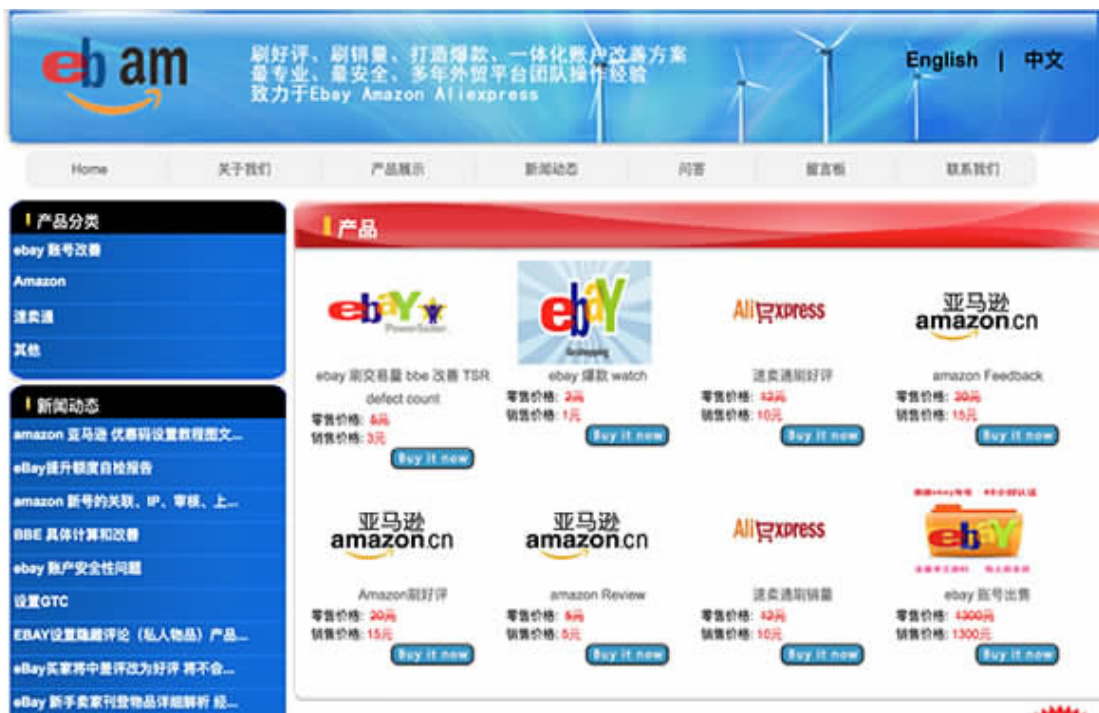 eb am
刷好评、刷销量、打造爆款、一体化账户改善方案
最专业、最安全、多年外贸平台团队操作经验
致力于Ebay Amazon Aliexpress
English | 中文
Home 关于我们 产品展示 新闻动态 问答 留言板 联系我们
产品分类
ebay 账号改善
Amazon
速卖通
其他
新闻动态
amazon 亚马逊 优惠码设置教程图文...
eBay提升额度自检报告
amazon 新号的关联、IP、审核、上...
BBE 具体计算和改善
ebay 账户安全性问题
设置GTC
EBAY设置隐藏评论（私人物品）产品...
eBay买家将中差评改为好评 将不会...
eBay 新手卖家刊登物品详细解析 经...
产品
ebay PowerSeller
ebay 刷交易量 bbe 改善 TSR
defect count
零售价格: 5元
销售价格: 3元
Buy it now
ebay
ebay 爆款 watch
零售价格: 2元
销售价格: 1元
Buy it now
AliExpress
速卖通刷好评
零售价格: 12元
销售价格: 10元
Buy it now
亚马逊
amazon.cn
amazon Feedback
零售价格: 20元
销售价格: 15元
Buy it now
亚马逊
amazon.cn
Amazon刷好评
零售价格: 20元
销售价格: 15元
Buy it now
亚马逊
amazon.cn
amazon Review
零售价格: 5元
销售价格: 5元
Buy it now
AliExpress
速卖通刷销量
零售价格: 12元
销售价格: 10元
Buy it now
ebay
ebay 账号出售
零售价格: 1300元
销售价格: 1300元
Buy it now